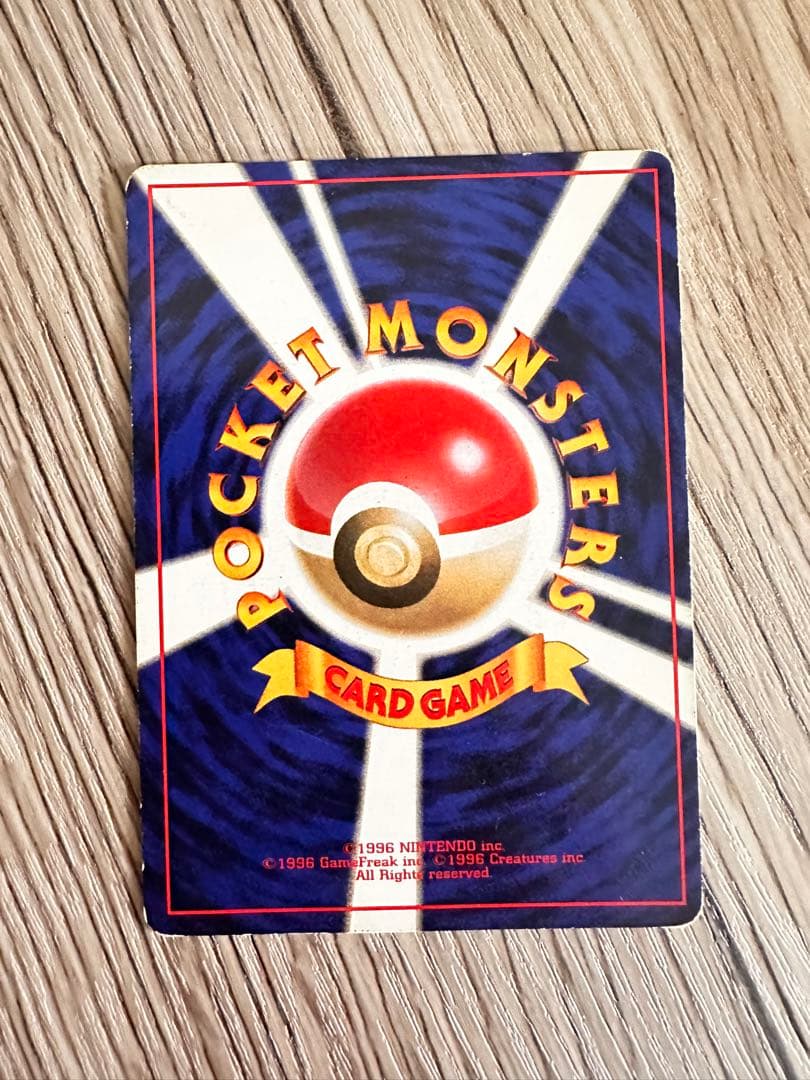 POCKET MONSTERS
CARD GAME
©1996 NINTENDO inc.
©1996 GameFreak inc. ©1996 Creatures inc.
All Rights reserved.